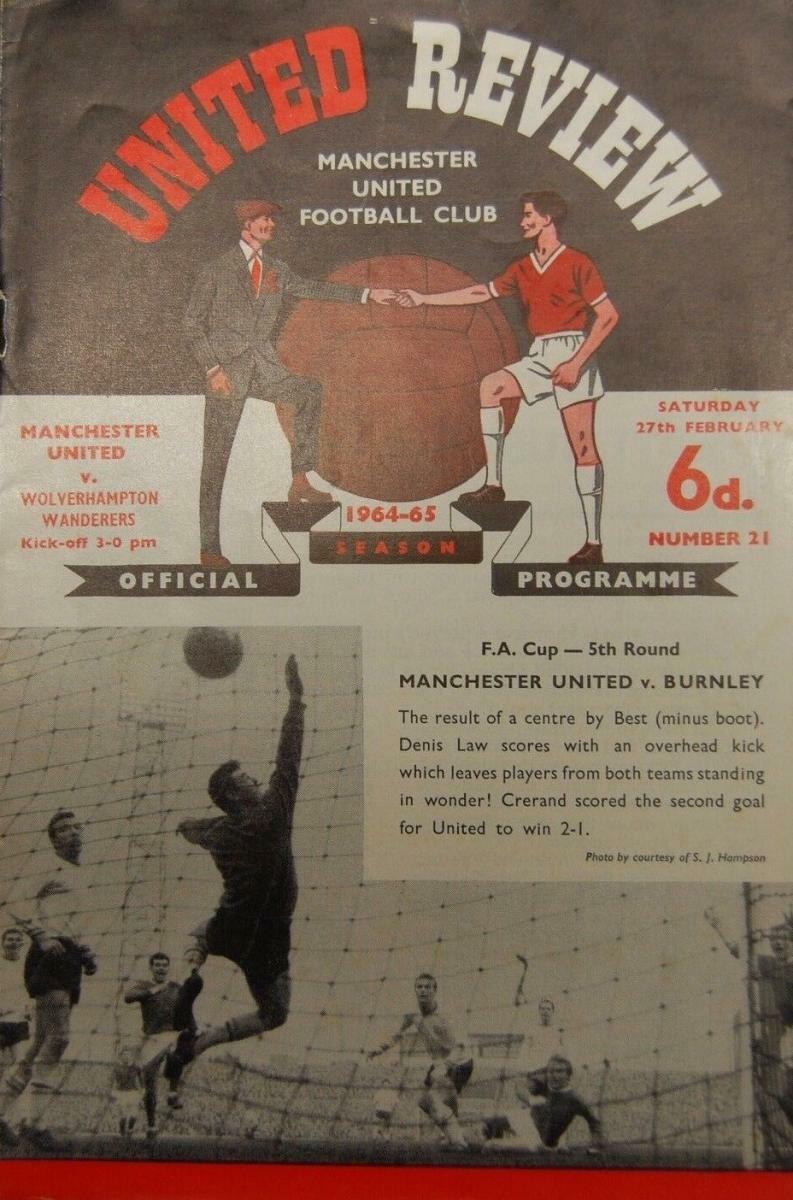 UNITED REVIEW
MANCHESTER
UNITED
FOOTBALL CLUB
MANCHESTER
UNITED
v.
WOLVERHAMPTON
WANDERERS
Kick-off 3-0 pm
SATURDAY
27th FEBRUARY
6d.
NUMBER 21
1964-65
SEASON
OFFICIAL
PROGRAMME
F.A. Cup — 5th Round
MANCHESTER UNITED v. BURNLEY
The result of a centre by Best (minus boot).
Denis Law scores with an overhead kick
which leaves players from both teams standing
in wonder! Crerand scored the second goal
for United to win 2-1.
Photo by courtesy of S. J. Hampson